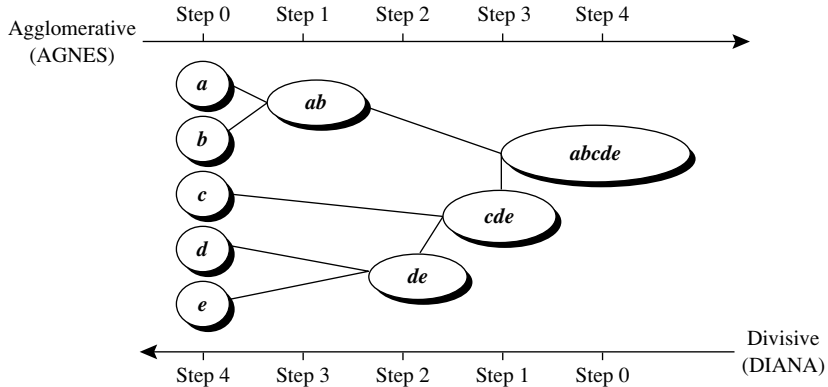 Step 0 Step 1 Step 2 Step 3 Step 4
Agglomerative
(AGNES)
a
ab
b
abcde
c
cde
d
de
e
Divisive
(DIANA)
Step 4 Step 3 Step 2 Step 1 Step 0